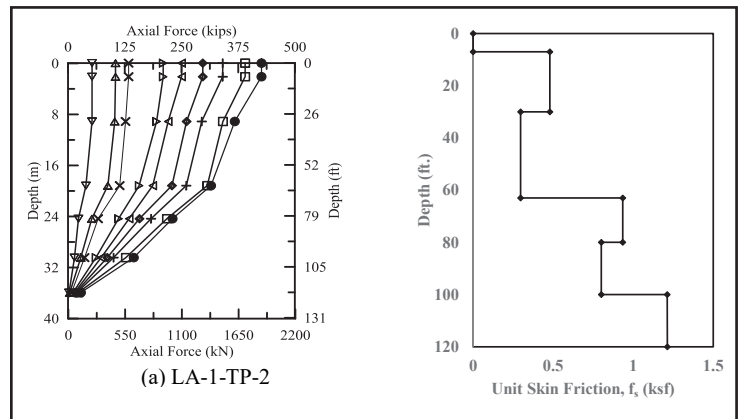 Axial Force (kips)
0 125 250 375 500
0 0
8 26
16 52
24 79
32 105
40 131
Depth (m)
Depth (ft)
0 550 1100 1650 2200
Axial Force (kN)
(a) LA-1-TP-2
0
20
40
60
80
100
120
Depth (ft.)
0 0.5 1 1.5
Unit Skin Friction, fs (ksf)